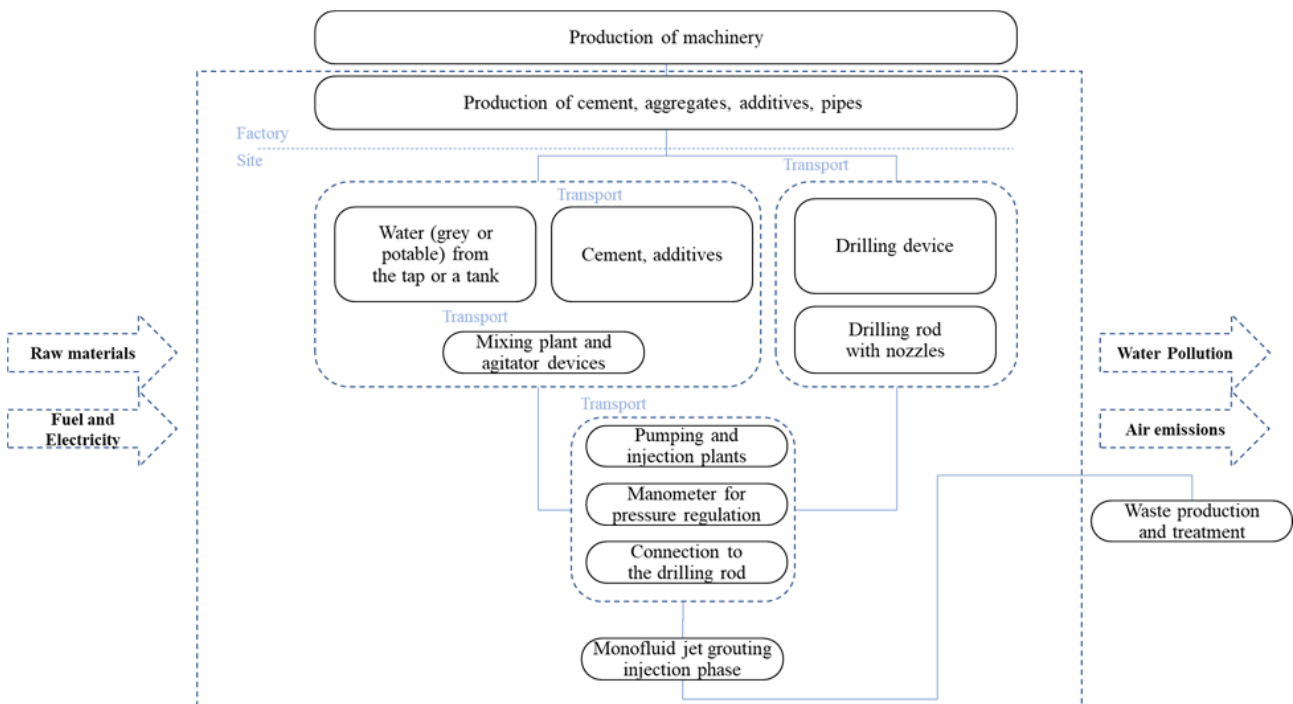 Production of machinery
Production of cement, aggregates, additives, pipes
Factory
Site
Transport
Transport
Water (grey or
potable) from
the tap or a tank
Cement, additives
Drilling device
Transport
Mixing plant and
agitator devices
Drilling rod
with nozzles
Raw materials
Fuel and
Electricity
Water Pollution
Air emissions
Transport
Pumping and
injection plants
Manometer for
pressure regulation
Connection to
the drilling rod
Waste production
and treatment
Monofluid jet grouting
injection phase